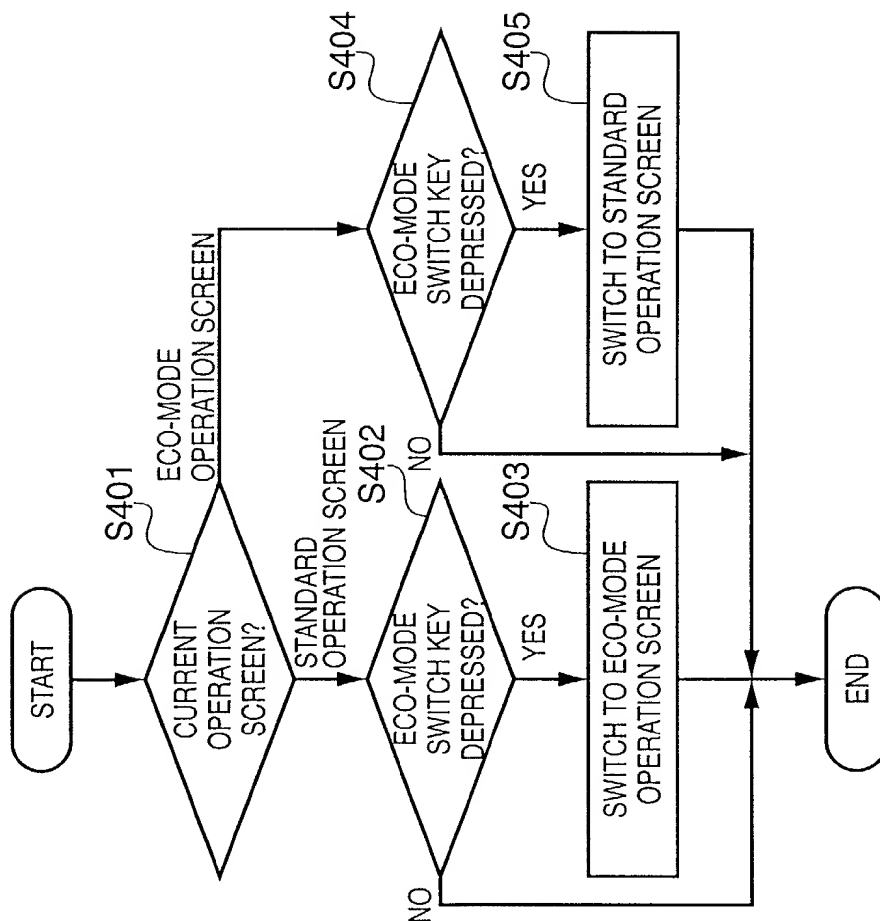 START
S401
CURRENT
OPERATION
SCREEN?
ECO-MODE
OPERATION SCREEN
STANDARD
OPERATION SCREEN
S402
ECO-MODE
SWITCH KEY
DEPRESSED?
NO
YES
S403
SWITCH TO ECO-MODE
OPERATION SCREEN
S404
ECO-MODE
SWITCH KEY
DEPRESSED?
NO
YES
S405
SWITCH TO STANDARD
OPERATION SCREEN
END